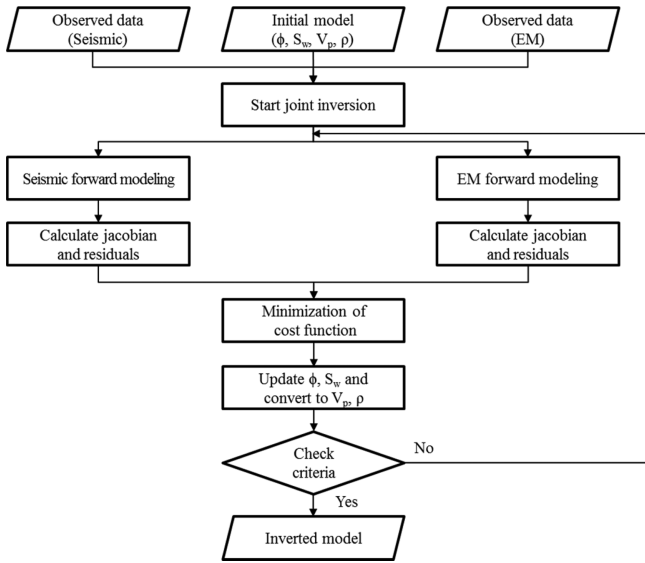 Observed data
(Seismic)
Initial model
(ϕ, Sw, Vp, ρ)
Observed data
(EM)
Start joint inversion
Seismic forward modeling
EM forward modeling
Calculate jacobian
and residuals
Calculate jacobian
and residuals
Minimization of
cost function
Update ϕ, Sw and
convert to Vp, ρ
Check
criteria
No
Yes
Inverted model